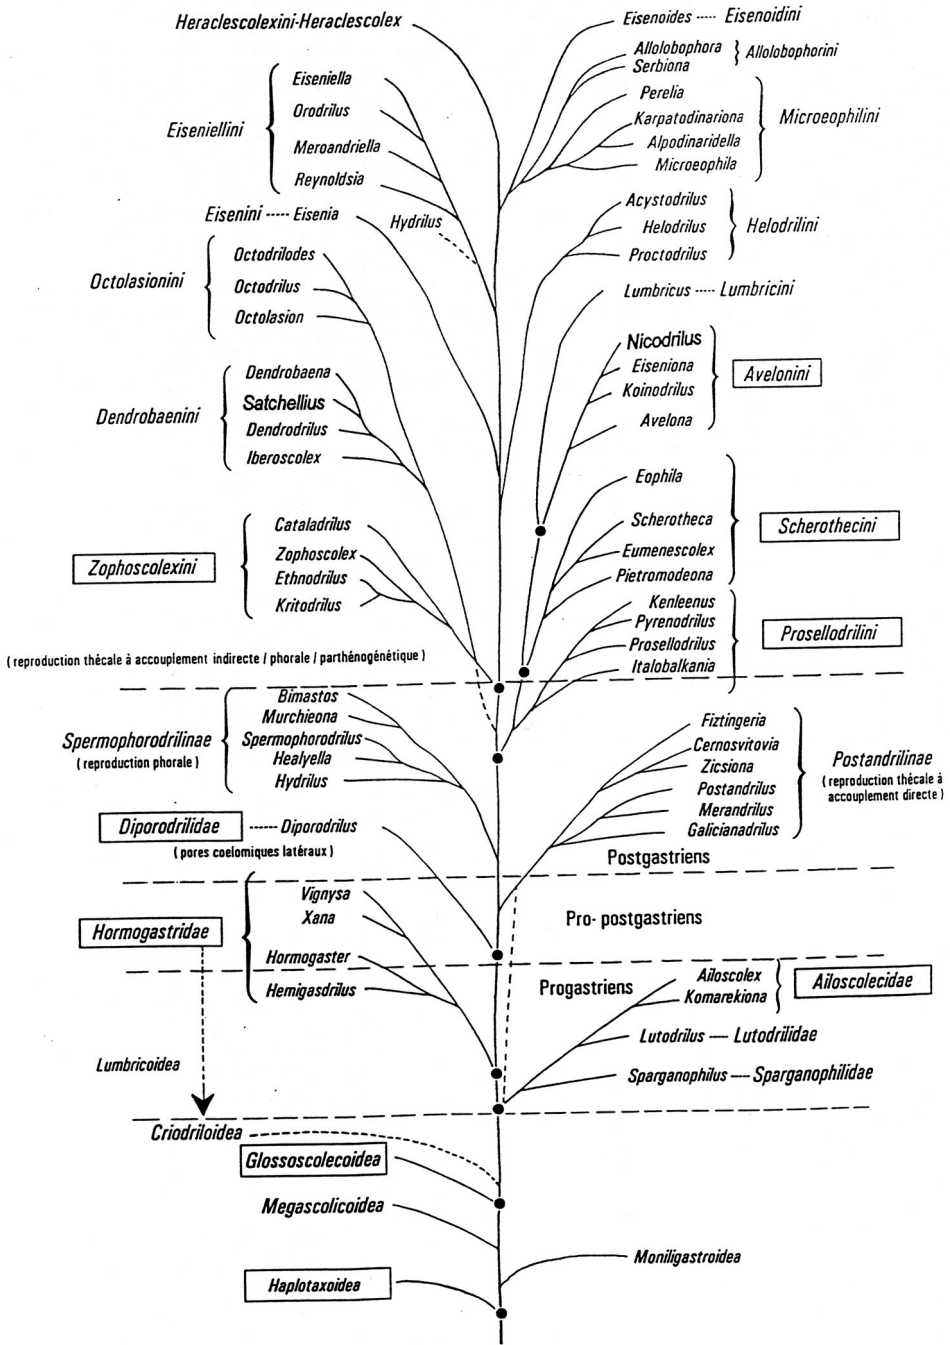 Heraclescolexini-Heraclescolex
Eisenoides ----- Eisenoidini
Allolobophora
Serbiona
Allolobophorini
Eiseniella
Orodrilus
Meroandriella
Reynoldsia
Eiseniellini
Perelia
Karpatodinariona
Alpodinaridella
Microeophila
Microeophilini
Eisenini ----- Eisenia
Hydrilus
Acystodrilus
Helodrilus
Proctodrilus
Helodrilini
Octodrilodes
Octodrilus
Octolasion
Octolasionini
Lumbricus ----- Lumbricini
Nicodrilus
Eiseniona
Koinodrilus
Avelona
Avelonini
Dendrobaena
Satchellius
Dendrodrilus
Iberoscolex
Dendrobaenini
Eophila
Scherotheca
Eumenescolex
Pietromodeona
Scherothecini
Cataladrilus
Zophoscolex
Ethnodrilus
Kritodrilus
Zophoscolexini
Kenleenus
Pyrenodrilus
Prosellodrilus
Italobalkania
Prosellodrilini
( reproduction thécale à accouplement indirecte / phorale / parthénogénétique )
Bimastos
Murchieona
Spermophorodrilus
Healyella
Hydrilus
Spermophorodrilinae
( reproduction phorale )
Fiztingeria
Cernosvitovia
Zicsiona
Postandrilus
Merandrilus
Galicianadrilus
Postandrilinae
( reproduction thécale à
accouplement directe )
Diporodrilidae ------ Diporodrilus
( pores coelomiques latéraux )
Postgastriens
Vignysa
Xana
Hormogaster
Hemigasdrilus
Hormogastridae
Pro- postgastriens
Progastriens
Ailoscolex
Komarekiona
Ailoscolecidae
Lutodrilus ---- Lutodrilidae
Lumbricoidea
Sparganophilus ---- Sparganophilidae
Criodriloidea
Glossoscolecoidea
Megascolicoidea
Moniligastroidea
Haplotaxoidea